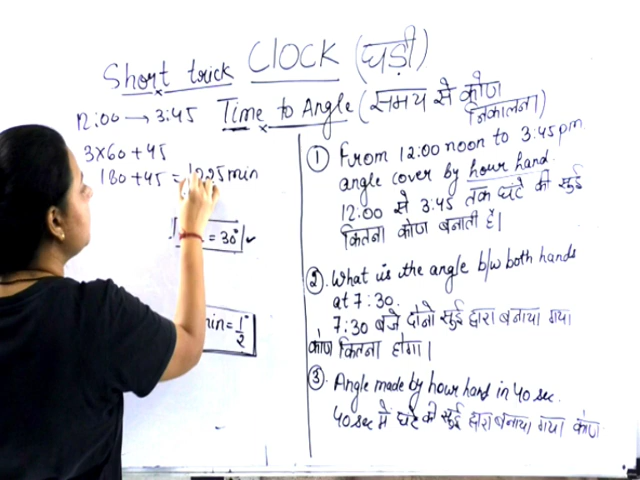 Short trick CLOCK (घड़ी)
12:00 → 3:45 Time to Angle (समय से कोण निकालना)
3×60 + 45
180 + 45 = 225 min
= 30°
min = 1°/2
① From 12:00 noon to 3:45 pm
angle cover by hour hand.
12:00 से 3:45 तक घंटे की सुई
कितना कोण बनाती है।
②. What is the angle b/w both hands
at 7:30.
7:30 बजे दोनो सुई द्वारा बनाया गया
कोण कितना होगा।
③. Angle made by hour hand in 40 sec.
40 sec में घंटे की सुई द्वारा बनाया गया कोण